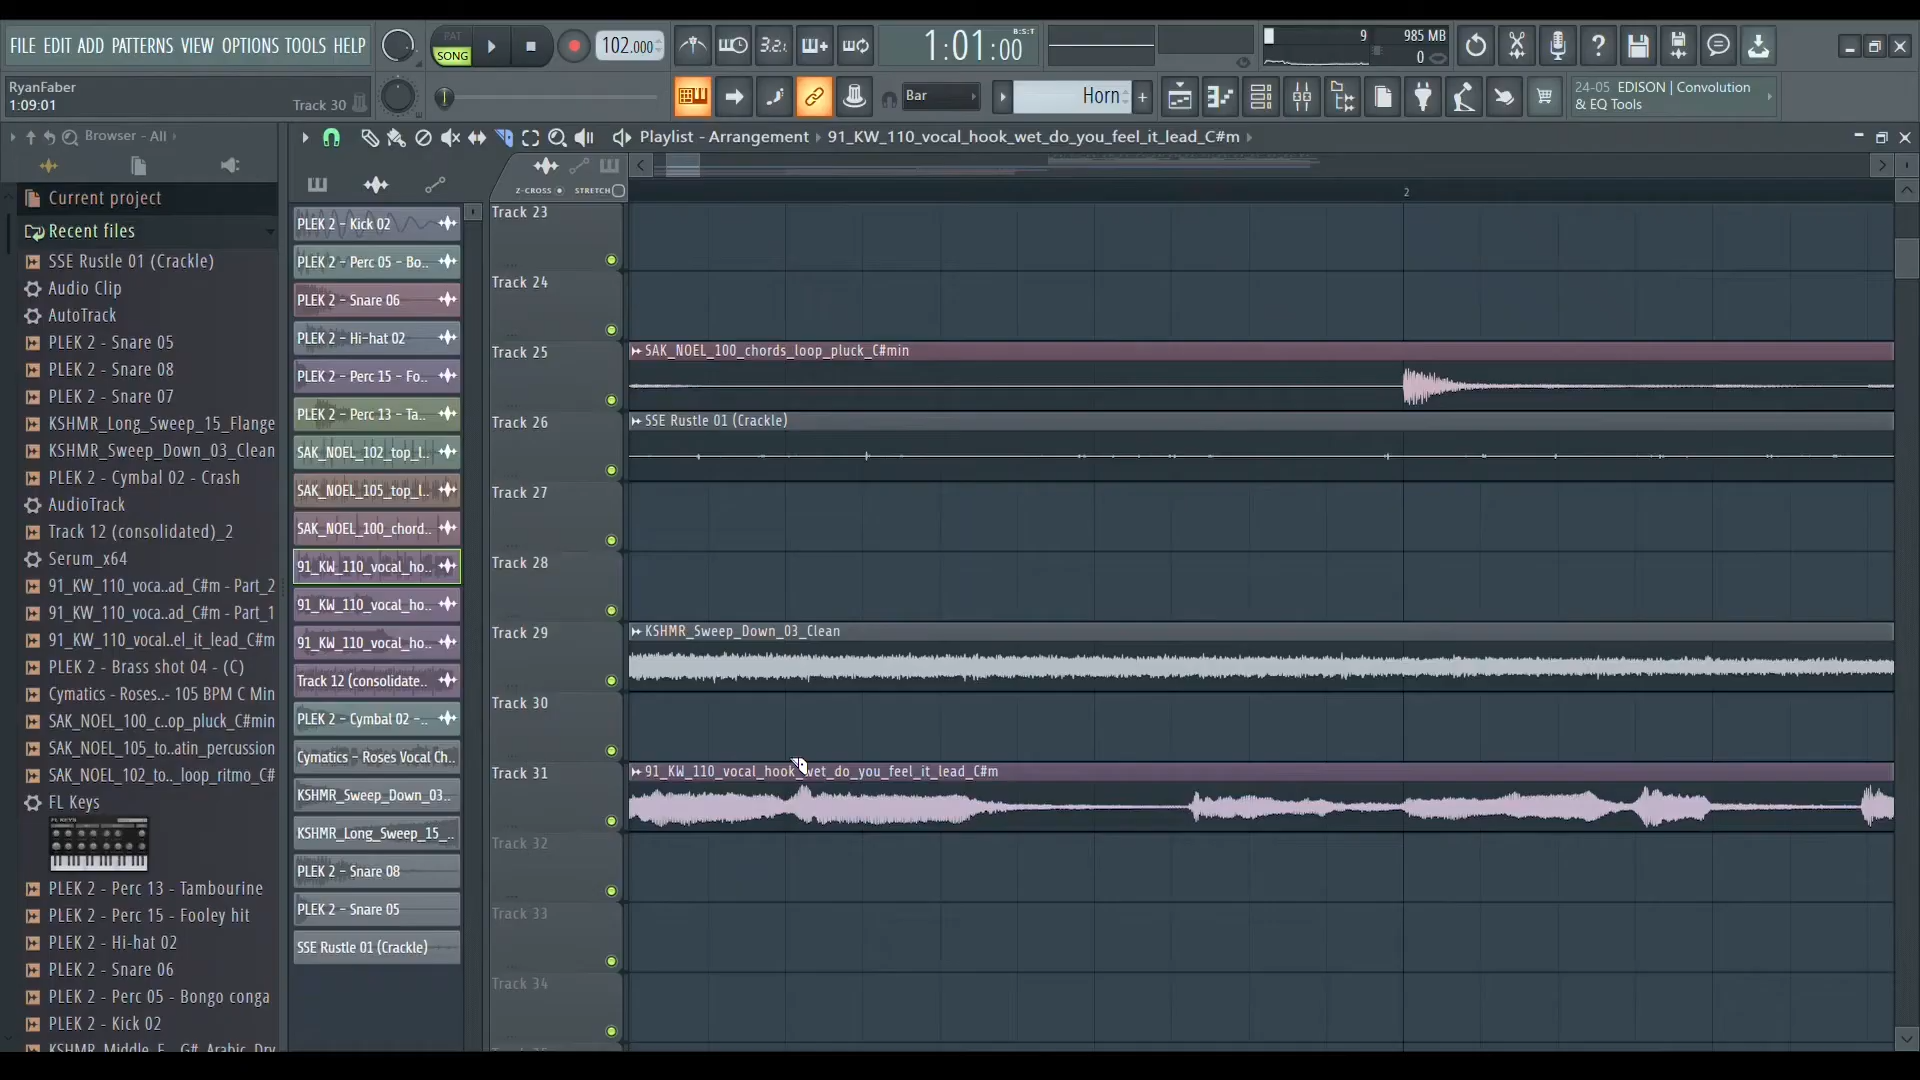 FILE EDIT ADD PATTERNS VIEW OPTIONS TOOLS HELP
PAT
SONG
102.000
3.2.
1:01:00
B:S:T
9
985 MB
0
RyanFaber
1:09:01
Track 30
Bar
Horn
24-05 EDISON | Convolution
& EQ Tools
Browser - All
Playlist - Arrangement
91_KW_110_vocal_hook_wet_do_you_feel_it_lead_C#m
Z-CROSS
STRETCH
2
Current project
Recent files
SSE Rustle 01 (Crackle)
Audio Clip
AutoTrack
PLEK 2 - Snare 05
PLEK 2 - Snare 08
PLEK 2 - Snare 07
KSHMR_Long_Sweep_15_Flange
KSHMR_Sweep_Down_03_Clean
PLEK 2 - Cymbal 02 - Crash
AudioTrack
Track 12 (consolidated)_2
Serum_x64
91_KW_110_voca..ad_C#m - Part_2
91_KW_110_voca..ad_C#m - Part_1
91_KW_110_vocal..el_it_lead_C#m
PLEK 2 - Brass shot 04 - (C)
Cymatics - Roses..- 105 BPM C Min
SAK_NOEL_100_c..op_pluck_C#min
SAK_NOEL_105_to..atin_percussion
SAK_NOEL_102_to.._loop_ritmo_C#
FL Keys
FL KEYS
PLEK 2 - Perc 13 - Tambourine
PLEK 2 - Perc 15 - Fooley hit
PLEK 2 - Hi-hat 02
PLEK 2 - Snare 06
PLEK 2 - Perc 05 - Bongo conga
PLEK 2 - Kick 02
KSHMR_Middle_E.._G#_Arabic_Dry
PLEK 2 - Kick 02
PLEK 2 - Perc 05 - Bo..
PLEK 2 - Snare 06
PLEK 2 - Hi-hat 02
PLEK 2 - Perc 15 - Fo..
PLEK 2 - Perc 13 - Ta..
SAK_NOEL_102_top_l..
SAK_NOEL_105_top_l..
SAK_NOEL_100_chord..
91_KW_110_vocal_ho..
91_KW_110_vocal_ho..
91_KW_110_vocal_ho..
Track 12 (consolidate..
PLEK 2 - Cymbal 02 -..
Cymatics - Roses Vocal Ch..
KSHMR_Sweep_Down_03..
KSHMR_Long_Sweep_15_..
PLEK 2 - Snare 08
PLEK 2 - Snare 05
SSE Rustle 01 (Crackle)
Track 23
Track 24
Track 25
SAK_NOEL_100_chords_loop_pluck_C#min
Track 26
SSE Rustle 01 (Crackle)
Track 27
Track 28
Track 29
KSHMR_Sweep_Down_03_Clean
Track 30
Track 31
91_KW_110_vocal_hook_wet_do_you_feel_it_lead_C#m
Track 32
Track 33
Track 34